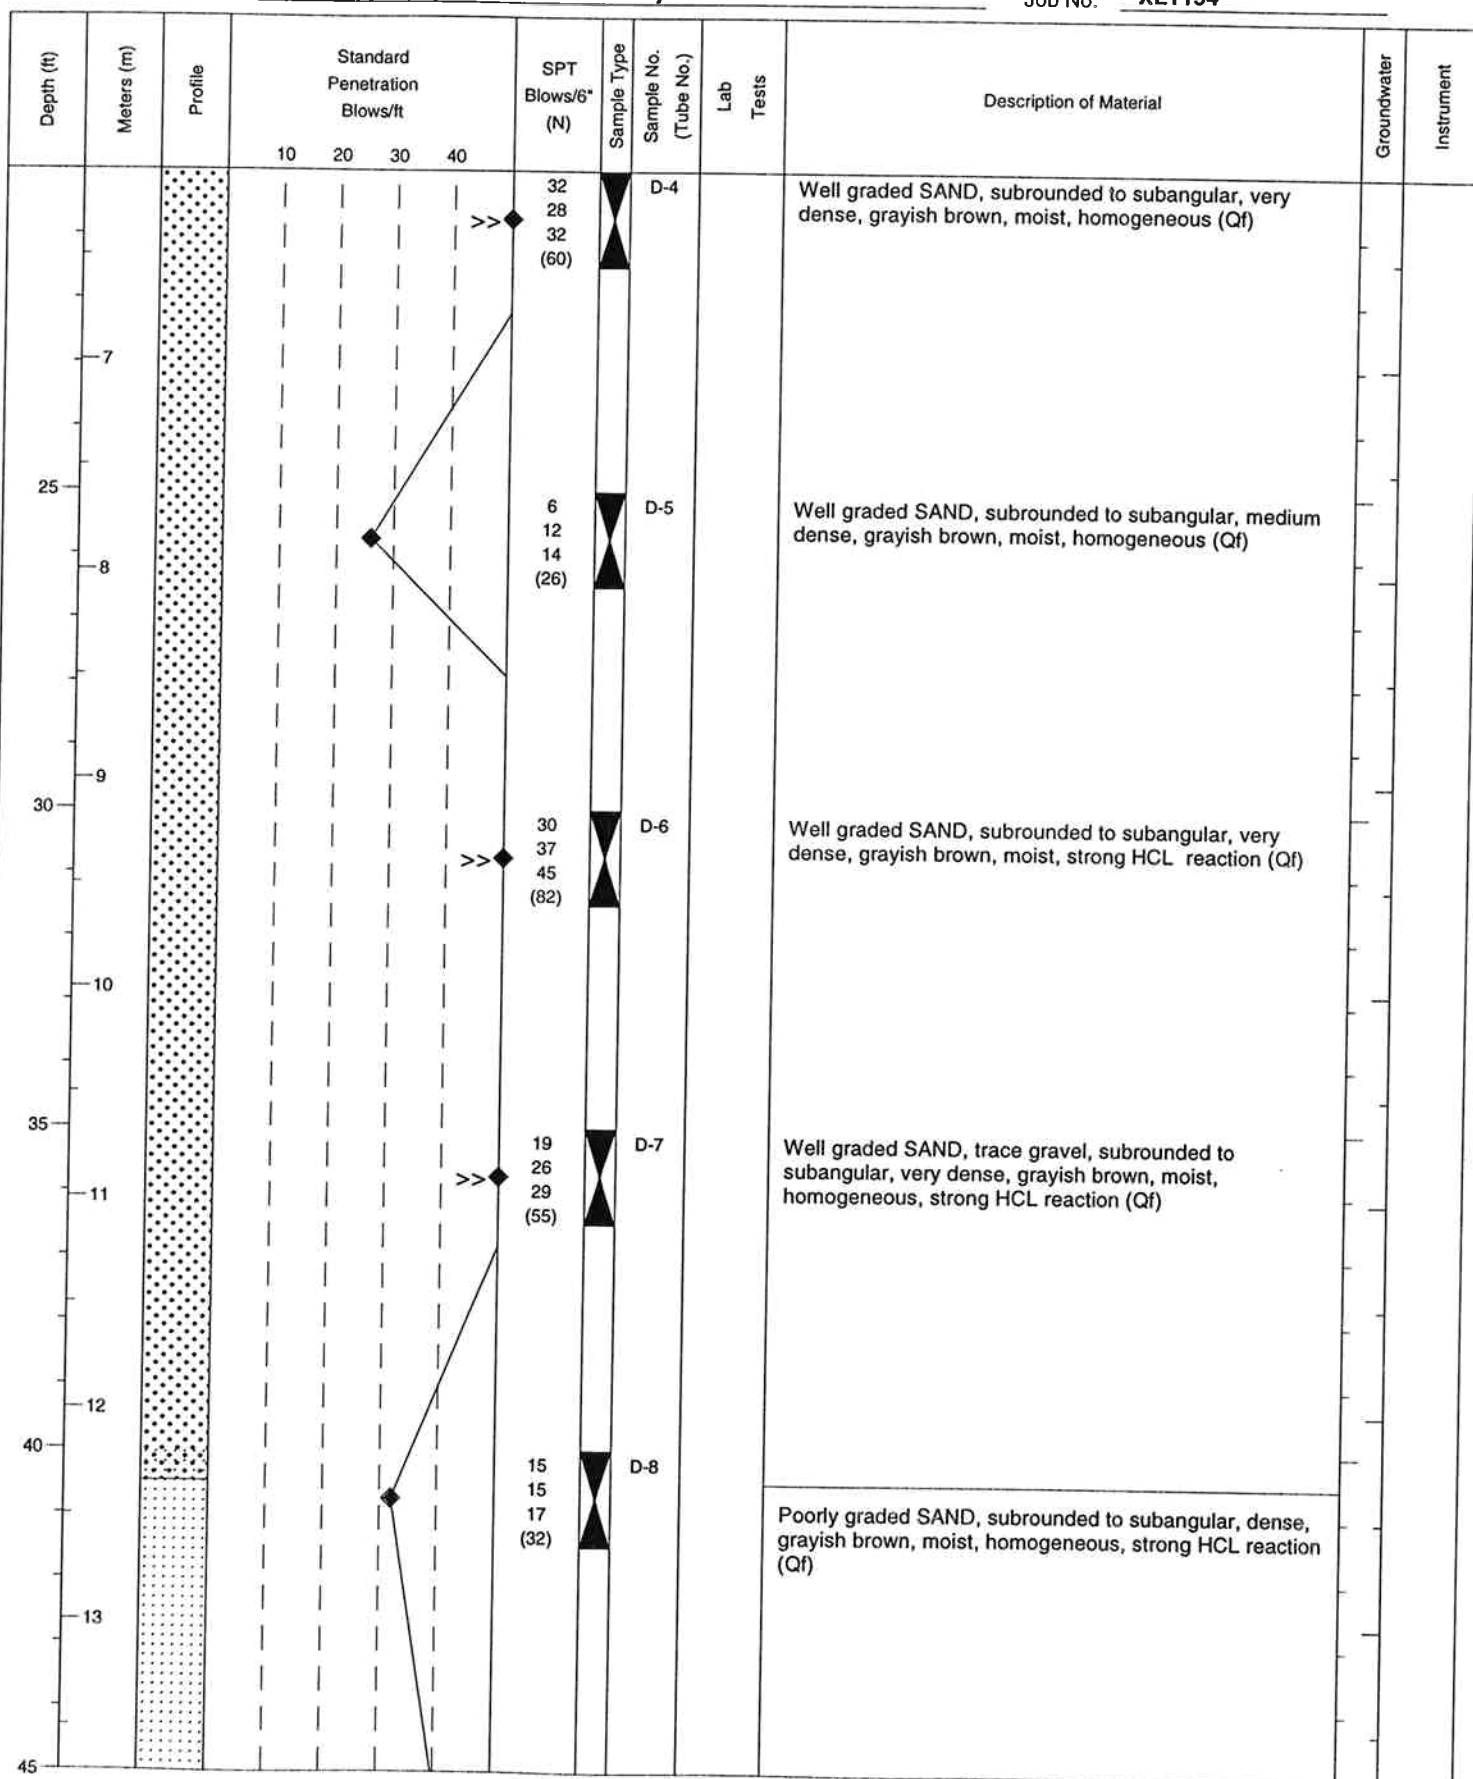 Job No. XL1154
Depth (ft)
Meters (m)
Profile
Standard
Penetration
Blows/ft
10 20 30 40
SPT
Blows/6"
(N)
Sample Type
Sample No.
(Tube No.)
Lab
Tests
Description of Material
Groundwater
Instrument
32
28
32
(60)
>>
D-4
Well graded SAND, subrounded to subangular, very
dense, grayish brown, moist, homogeneous (Qf)
7
25
6
12
14
(26)
D-5
Well graded SAND, subrounded to subangular, medium
dense, grayish brown, moist, homogeneous (Qf)
8
9
30
30
37
45
(82)
>>
D-6
Well graded SAND, subrounded to subangular, very
dense, grayish brown, moist, strong HCL reaction (Qf)
10
35
19
26
29
(55)
>>
D-7
Well graded SAND, trace gravel, subrounded to
subangular, very dense, grayish brown, moist,
homogeneous, strong HCL reaction (Qf)
11
12
40
15
15
17
(32)
D-8
Poorly graded SAND, subrounded to subangular, dense,
grayish brown, moist, homogeneous, strong HCL reaction
(Qf)
13
45